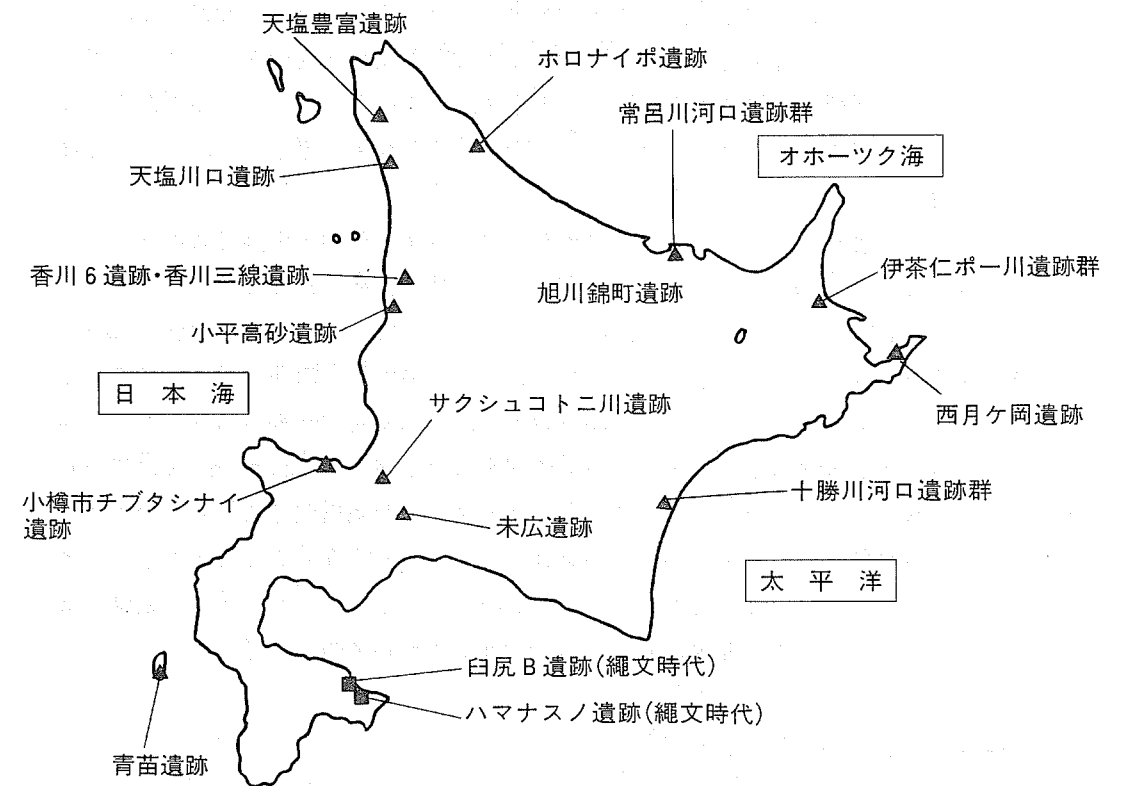 天塩豊富遺跡
ホロナイポ遺跡
常呂川河口遺跡群
オホーツク海
天塩川口遺跡
香川6遺跡・香川三線遺跡
旭川錦町遺跡
伊茶仁ポー川遺跡群
小平高砂遺跡
日本海
サクシュコトニ川遺跡
西月ケ岡遺跡
小樽市チブタシナイ
遺跡
十勝川河口遺跡群
末広遺跡
太平洋
臼尻B遺跡(縄文時代)
ハマナスノ遺跡(縄文時代)
青苗遺跡